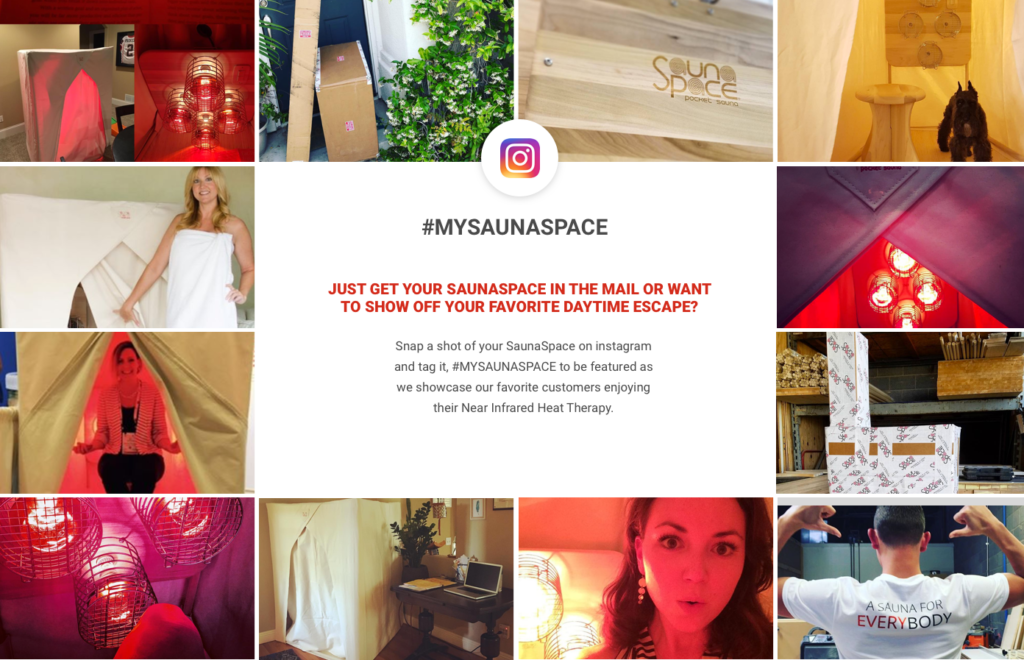 Sauna
Space
pocket sauna
#MYSAUNASPACE
JUST GET YOUR SAUNASPACE IN THE MAIL OR WANT
TO SHOW OFF YOUR FAVORITE DAYTIME ESCAPE?
Snap a shot of your SaunaSpace on instagram
and tag it, #MYSAUNASPACE to be featured as
we showcase our favorite customers enjoying
their Near Infrared Heat Therapy.
A SAUNA FOR
EVERYBODY